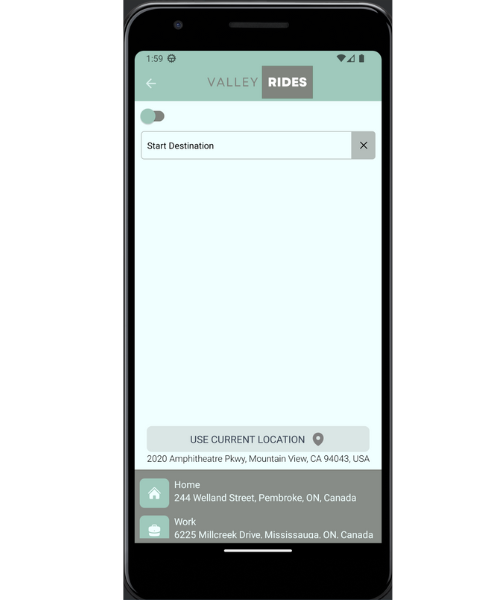 1:59
VALLEY RIDES
Start Destination
USE CURRENT LOCATION
2020 Amphitheatre Pkwy, Mountain View, CA 94043, USA
Home
244 Welland Street, Pembroke, ON, Canada
Work
6225 Millcreek Drive, Mississauga, ON, Canada